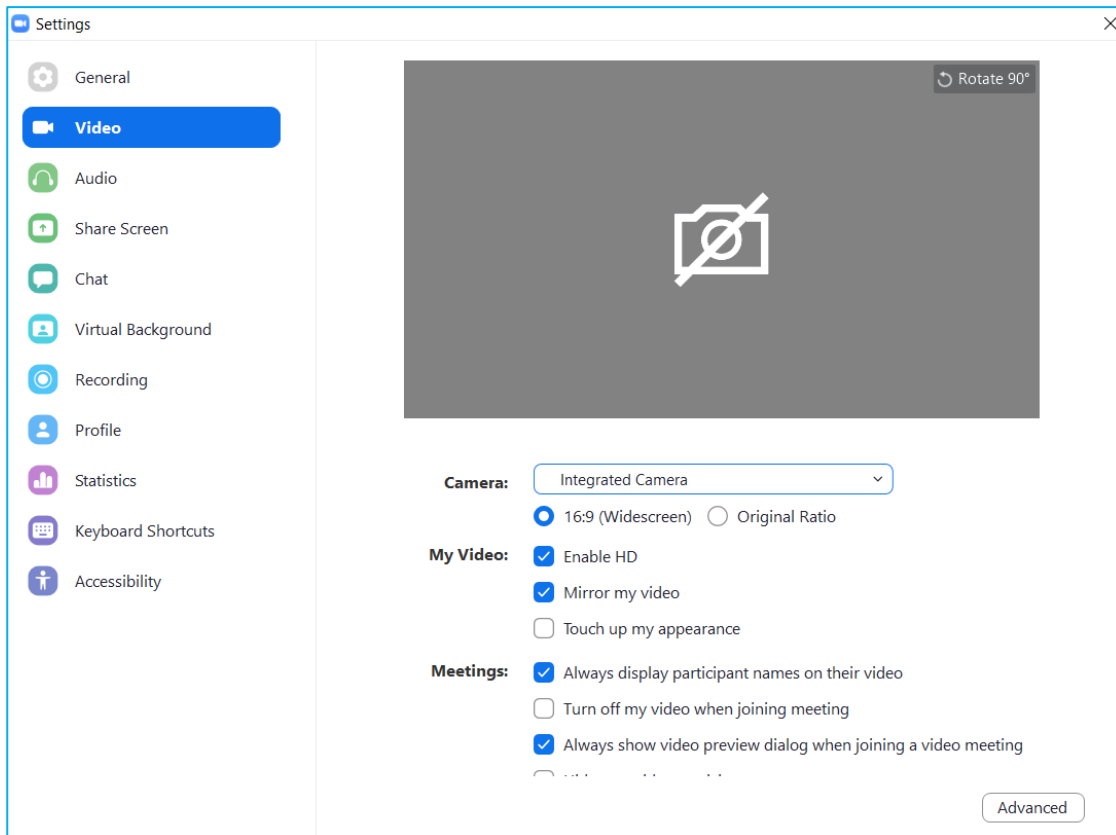 Settings
General
Video
Audio
Share Screen
Chat
Virtual Background
Recording
Profile
Statistics
Keyboard Shortcuts
Accessibility
Rotate 90°
Camera: Integrated Camera
16:9 (Widescreen) Original Ratio
My Video: Enable HD
Mirror my video
Touch up my appearance
Meetings: Always display participant names on their video
Turn off my video when joining meeting
Always show video preview dialog when joining a video meeting
Advanced